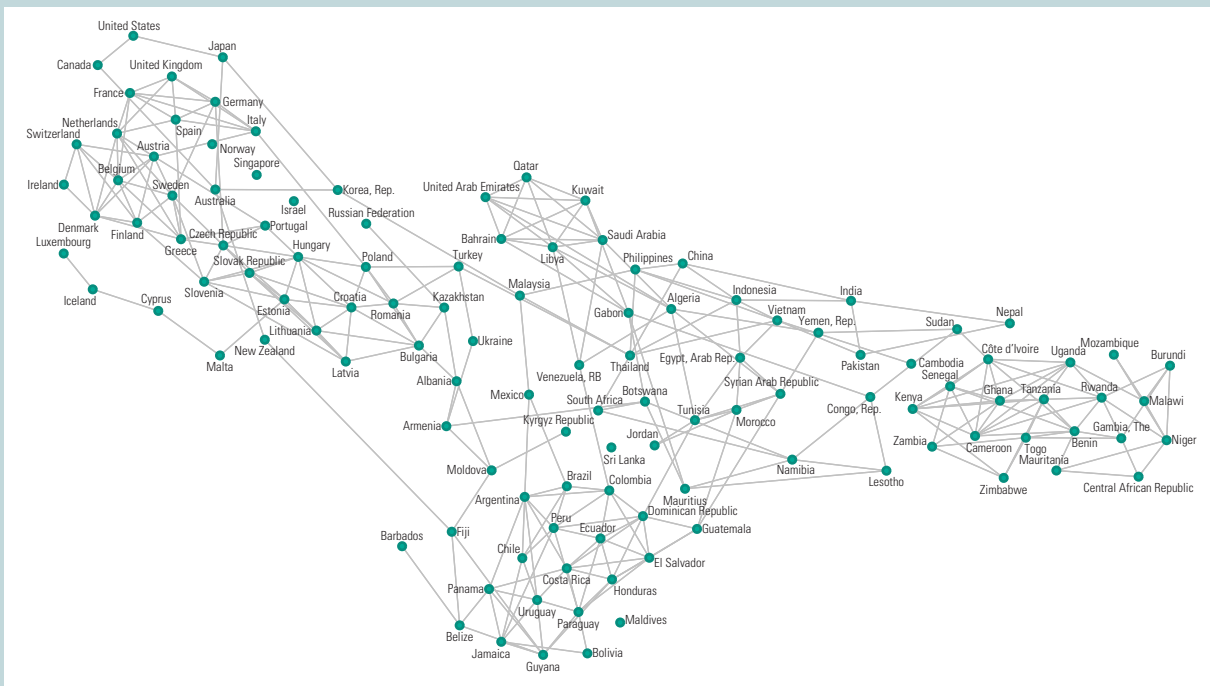 United States
Japan
Canada
United Kingdom
France
Germany
Netherlands
Spain
Italy
Switzerland
Austria
Norway
Singapore
Belgium
Ireland
Sweden
Australia
Korea, Rep.
Israel
Russian Federation
Denmark
Finland
Portugal
Luxembourg
Greece
Czech Republic
Hungary
Slovak Republic
Poland
Turkey
Iceland
Cyprus
Slovenia
Estonia
Croatia
Romania
Kazakhstan
Lithuania
New Zealand
Malta
Latvia
Bulgaria
Ukraine
Albania
Armenia
Moldova
Qatar
United Arab Emirates
Kuwait
Bahrain
Libya
Saudi Arabia
Philippines
China
Malaysia
Gabon
Algeria
Indonesia
India
Vietnam
Yemen, Rep.
Sudan
Nepal
Thailand
Egypt, Arab Rep.
Pakistan
Cambodia
Venezuela, RB
Syrian Arab Republic
Mexico
South Africa
Botswana
Tunisia
Morocco
Congo, Rep.
Kyrgyz Republic
Jordan
Sri Lanka
Namibia
Lesotho
Mauritius
Côte d’Ivoire
Uganda
Mozambique
Burundi
Senegal
Kenya
Ghana
Tanzania
Rwanda
Malawi
Zambia
Cameroon
Togo
Benin
Gambia, The
Niger
Mauritania
Zimbabwe
Central African Republic
Brazil
Colombia
Argentina
Peru
Ecuador
Dominican Republic
Guatemala
Barbados
Fiji
Chile
Costa Rica
El Salvador
Honduras
Panama
Uruguay
Paraguay
Maldives
Belize
Jamaica
Guyana
Bolivia